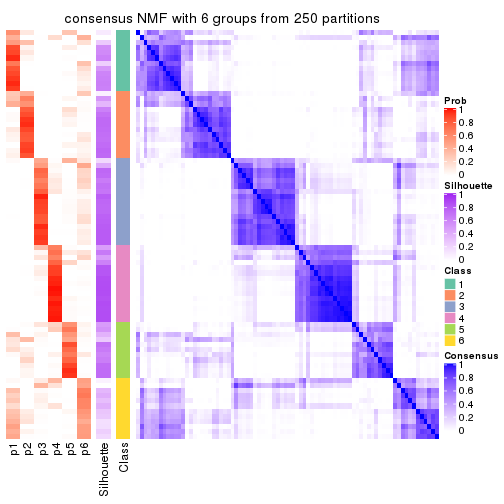 consensus NMF with 6 groups from 250 partitions
Prob
1
0.8
0.6
0.4
0.2
0
Silhouette
1
0.8
0.6
0.4
0.2
0
Class
1
2
3
4
5
6
Consensus
1
0.8
0.6
0.4
0.2
0
p1
p2
p3
p4
p5
p6
Silhouette
Class